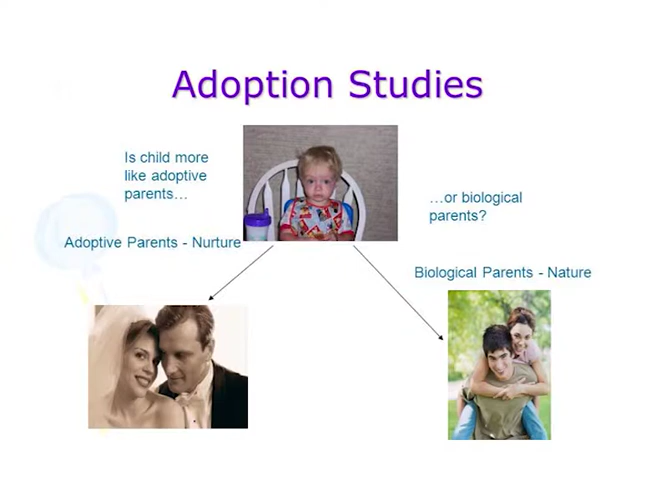 Adoption Studies
Is child more
like adoptive
parents…
…or biological
parents?
Adoptive Parents - Nurture
Biological Parents - Nature